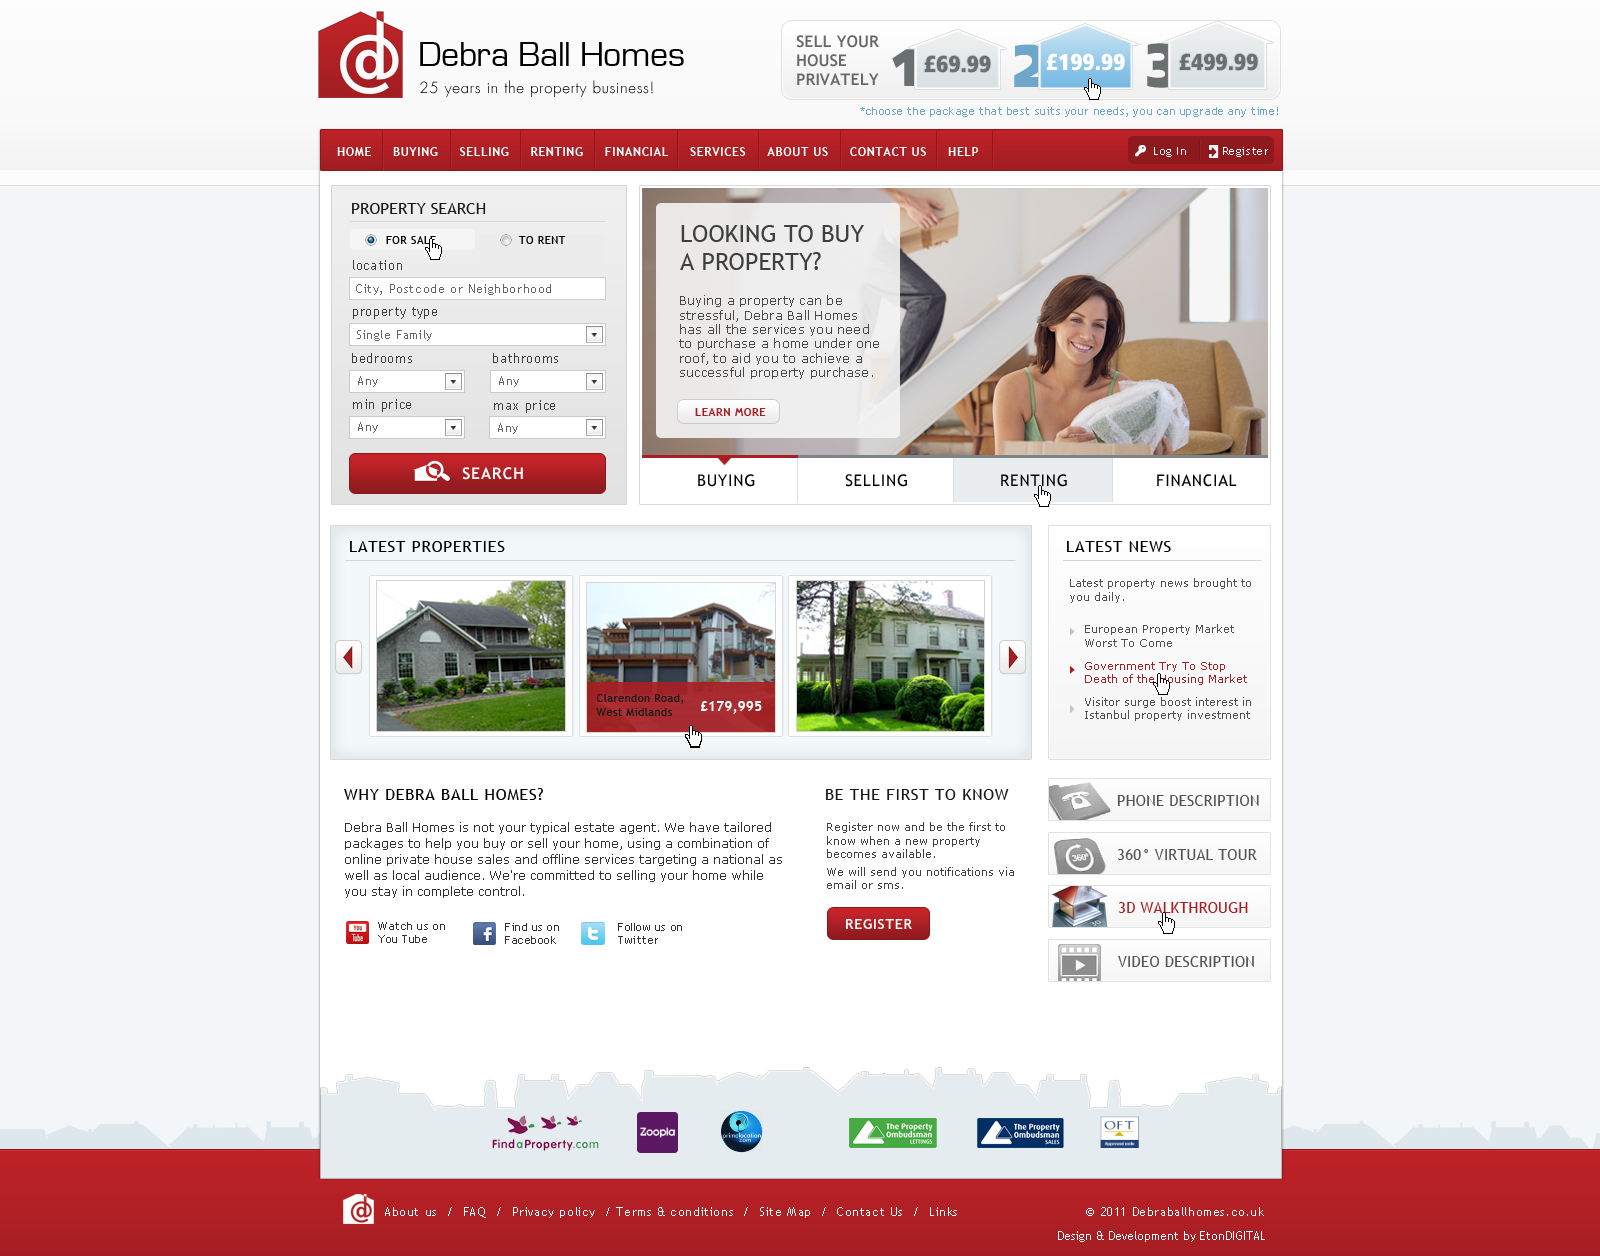 Debra Ball Homes
25 years in the property business!
SELL YOUR
HOUSE
PRIVATELY
1 £69.99
2 £199.99
3 £499.99
*choose the package that best suits your needs, you can upgrade any time!
HOME BUYING SELLING RENTING FINANCIAL SERVICES ABOUT US CONTACT US HELP
Log In Register
PROPERTY SEARCH
FOR SALE TO RENT
location
City, Postcode or Neighborhood
property type
Single Family
bedrooms bathrooms
Any Any
min price max price
Any Any
SEARCH
LOOKING TO BUY
A PROPERTY?
Buying a property can be
stressful, Debra Ball Homes
has all the services you need
to purchase a home under one
roof, to aid you to achieve a
successful property purchase.
LEARN MORE
BUYING SELLING RENTING FINANCIAL
LATEST PROPERTIES
Clarendon Road,
West Midlands
£179,995
LATEST NEWS
Latest property news brought to
you daily.
European Property Market
Worst To Come
Government Try To Stop
Death of the Housing Market
Visitor surge boost interest in
Istanbul property investment
WHY DEBRA BALL HOMES?
Debra Ball Homes is not your typical estate agent. We have tailored
packages to help you buy or sell your home, using a combination of
online private house sales and offline services targeting a national as
well as local audience. We're committed to selling your home while
you stay in complete control.
Watch us on
You Tube
Find us on
Facebook
Follow us on
Twitter
BE THE FIRST TO KNOW
Register now and be the first to
know when a new property
becomes available.
We will send you notifications via
email or sms.
REGISTER
PHONE DESCRIPTION
360°
360° VIRTUAL TOUR
3D WALKTHROUGH
VIDEO DESCRIPTION
FindaProperty.com
Zoopla
primelocation
.com
The Property
Ombudsman
LETTINGS
The Property
Ombudsman
SALES
OFT
Approved code
About us / FAQ / Privacy policy / Terms & conditions / Site Map / Contact Us / Links
© 2011 Debraballhomes.co.uk
Design & Development by EtonDIGITAL